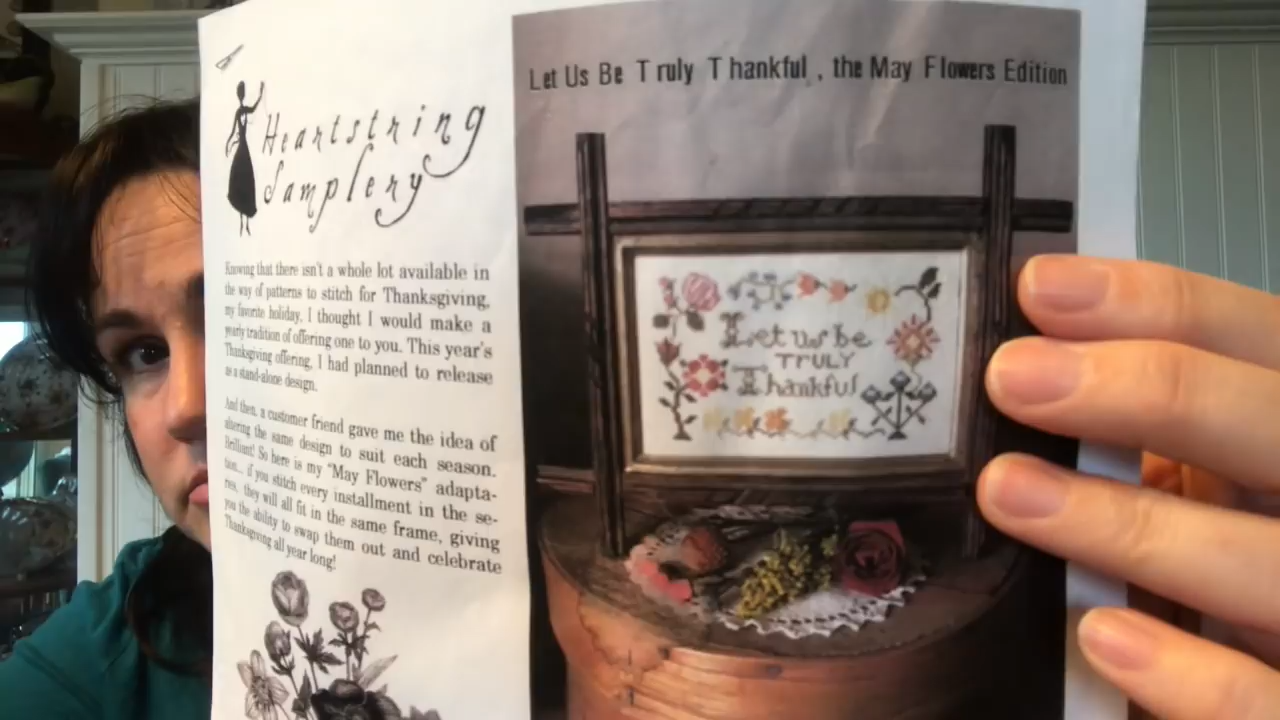 Heartstring
Samplery
Knowing that there isn't a whole lot available in
the way of patterns to stitch for Thanksgiving,
my favorite holiday, I thought I would make a
yearly tradition of offering one to you. This year's
Thanksgiving offering, I had planned to release
as a stand-alone design.
And then, a customer friend gave me the idea of
altering the same design to suit each season.
Brilliant! So here is my "May Flowers" adapta-
tion... if you stitch every installment in the se-
ries, they will all fit in the same frame, giving
you the ability to swap them out and celebrate
Thanksgiving all year long!
Let Us Be Truly Thankful, the May Flowers Edition
Let us be
TRULY
Thankful